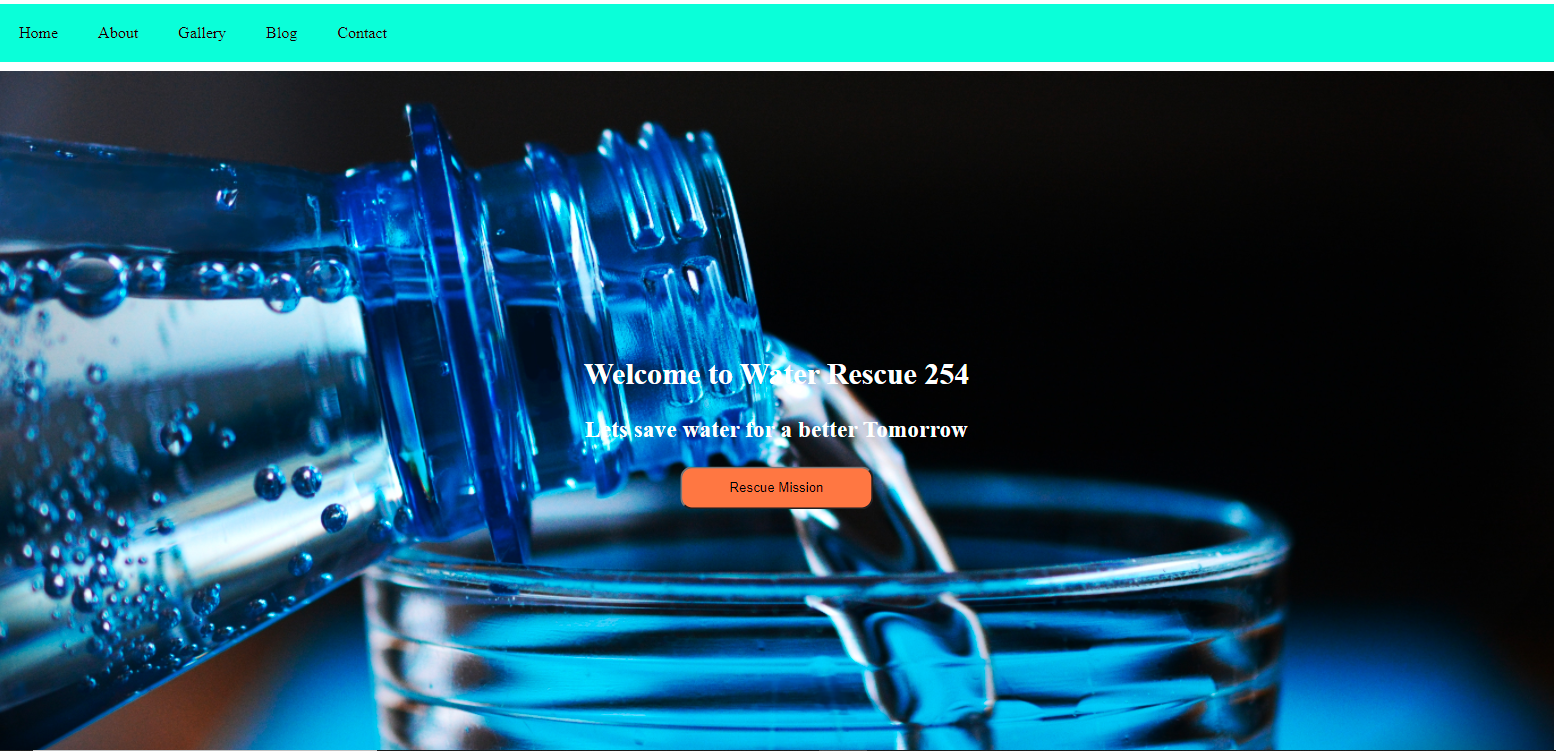 Home About Gallery Blog Contact
Welcome to Water Rescue 254
Lets save water for a better Tomorrow
Rescue Mission